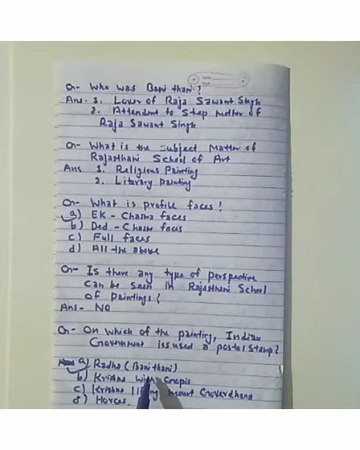 Q- Who was Bani thani?
Ans- 1. Lover of Raja Sawant Singh
2. Attendent to Step Mother of
Raja Sawant Singh
Q- What is the Subject Matter of
Rajasthani School of Art
Ans 1. Religious Painting
2. Literary Painting
Q- What is profile faces?
a) EK - Chasma faces
b) Ded - Chasm faces
c) Full faces
d) All the above
Q- Is there any type of perspective
can be seen in Rajasthani School
of Paintings?
Ans- NO
Q- On which of the painting, Indian
Government issued a postal stamp?
a) Radha (Bani thani)
b) Krishna with Gopis
c) Krishna lifting mount Goverdhana
d) Horces.